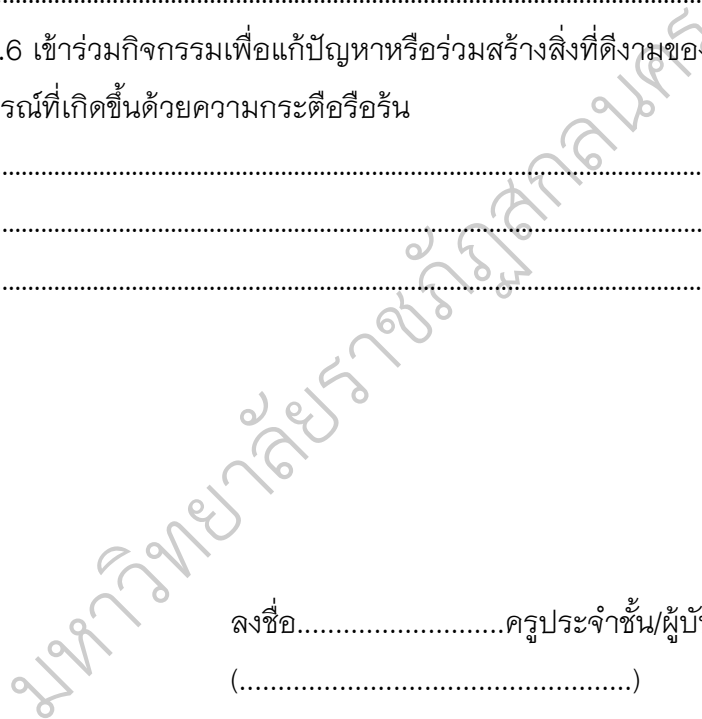 ....................................................................................................
.6 เข้าร่วมกิจกรรมเพื่อแก้ปัญหาหรือร่วมสร้างสิ่งที่ดีงามของ
รณ์ที่เกิดขึ้นด้วยความกระตือรือร้น
....................................................................................................
....................................................................................................
....................................................................................................
มหาวิทยาลัยราชภัฏสกลนคร
ลงชื่อ...........................ครูประจำชั้น/ผู้บั
(...................................................)